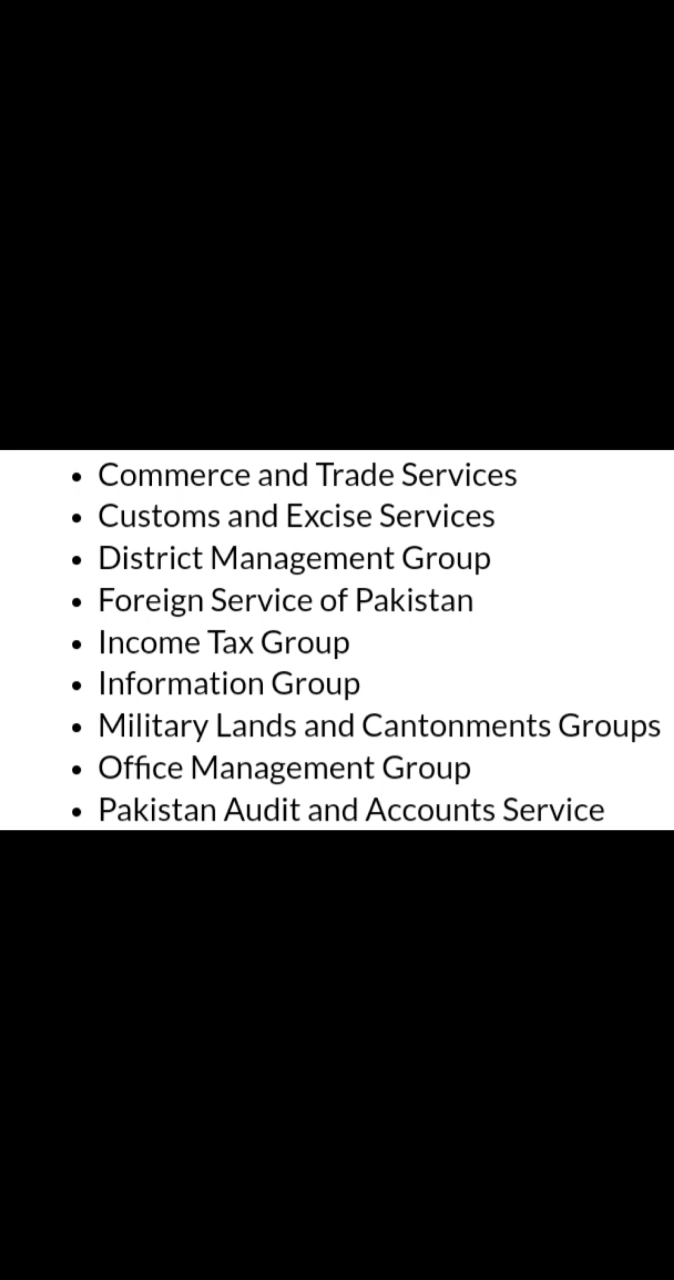 • Commerce and Trade Services
• Customs and Excise Services
• District Management Group
• Foreign Service of Pakistan
• Income Tax Group
• Information Group
• Military Lands and Cantonments Groups
• Office Management Group
• Pakistan Audit and Accounts Service